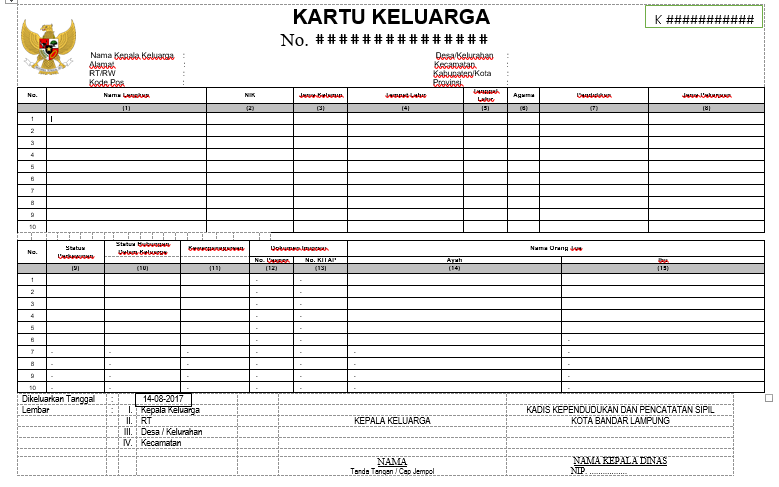 KARTU KELUARGA
K ###########
No. ###############
Nama Kepala Keluarga : Desa/Kelurahan :
Alamat : Kecamatan :
RT/RW : Kabupaten/Kota :
Kode Pos : Provinsi :
No. Nama Lengkap NIK Jenis Kelamin Tempat Lahir Tanggal Lahir Agama Pendidikan Jenis Pekerjaan
(1) (2) (3) (4) (5) (6) (7) (8)
1
2
3
4
5
6
7
8
9
10
No. Status Perkawinan Status Hubungan Dalam Keluarga Kewarganegaraan Dokumen Imigrasi Nama Orang Tua
No. Paspor No. KITAP Ayah Ibu
(9) (10) (11) (12) (13) (14) (15)
1 - -
2 - -
3 - -
4 - -
5 - -
6 - - -
7 - - - - - - -
8 - - - - - - -
9 - - - - - - -
10 - - - - - - -
Dikeluarkan Tanggal : 14-08-2017
Lembar : I. Kepala Keluarga KADIS KEPENDUDUKAN DAN PENCATATAN SIPIL
II. RT KEPALA KELUARGA KOTA BANDAR LAMPUNG
III. Desa / Kelurahan
IV. Kecamatan
NAMA NAMA KEPALA DINAS
Tanda Tangan / Cap Jempol NIP. ................